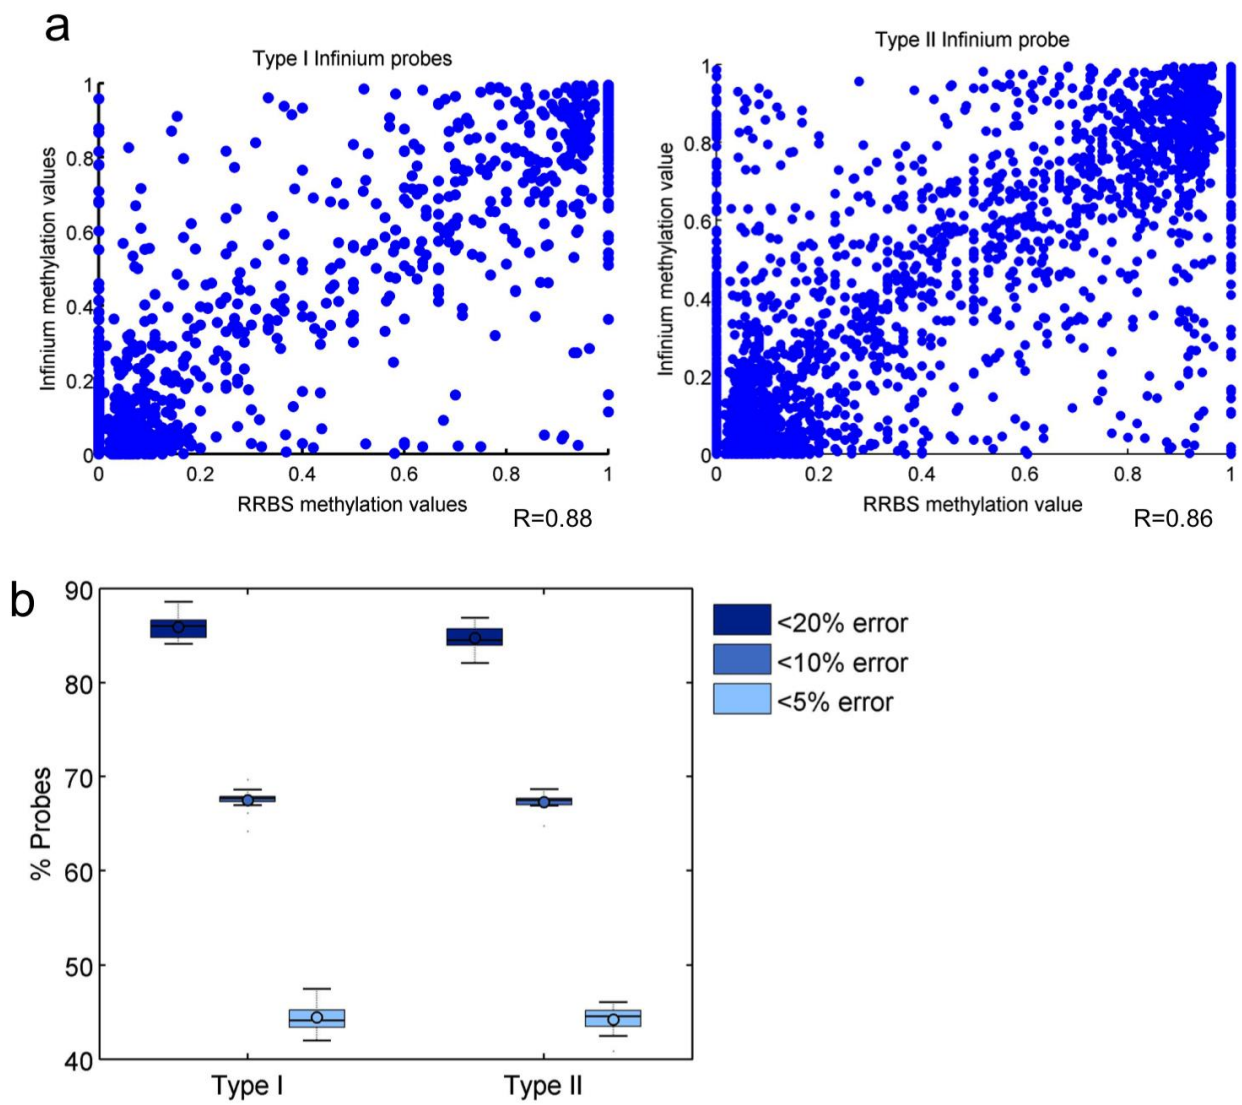 a
Type I Infinium probes
Infinium methylation values
1
0.8
0.6
0.4
0.2
0
0 0.2 0.4 0.6 0.8 1
RRBS methylation values
R=0.88
Type II Infinium probe
Infinium methylation value
1
0.8
0.6
0.4
0.2
0
0 0.2 0.4 0.6 0.8 1
RRBS methylation value
R=0.86
b
% Probes
90
80
70
60
50
40
Type I Type II
<20% error
<10% error
<5% error